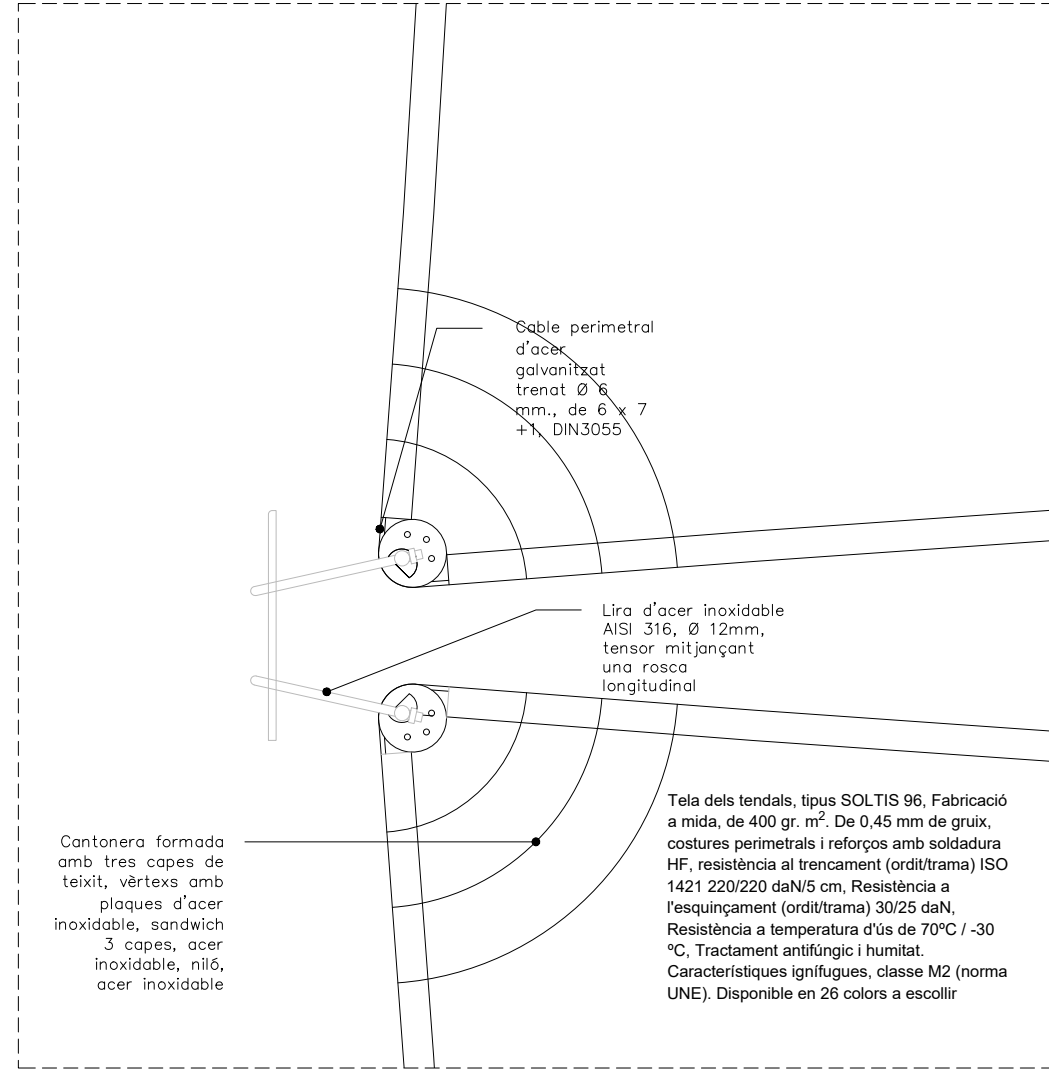 Cable perimetral
d'acer
galvanitzat
trenat Ø 6
mm., de 6 x 7
+1, DIN3055
Lira d'acer inoxidable
AISI 316, Ø 12mm,
tensor mitjançant
una rosca
longitudinal
Cantonera formada
amb tres capes de
teixit, vèrtexs amb
plaques d'acer
inoxidable, sandwich
3 capes, acer
inoxidable, niló,
acer inoxidable
Tela dels tendals, tipus SOLTIS 96, Fabricació
a mida, de 400 gr. m². De 0,45 mm de gruix,
costures perimetrals i reforços amb soldadura
HF, resistència al trencament (ordit/trama) ISO
1421 220/220 daN/5 cm, Resistència a
l'esquinçament (ordit/trama) 30/25 daN,
Resistència a temperatura d'ús de 70ºC / -30
ºC, Tractament antifúngic i humitat.
Característiques ignífugues, classe M2 (norma
UNE). Disponible en 26 colors a escollir